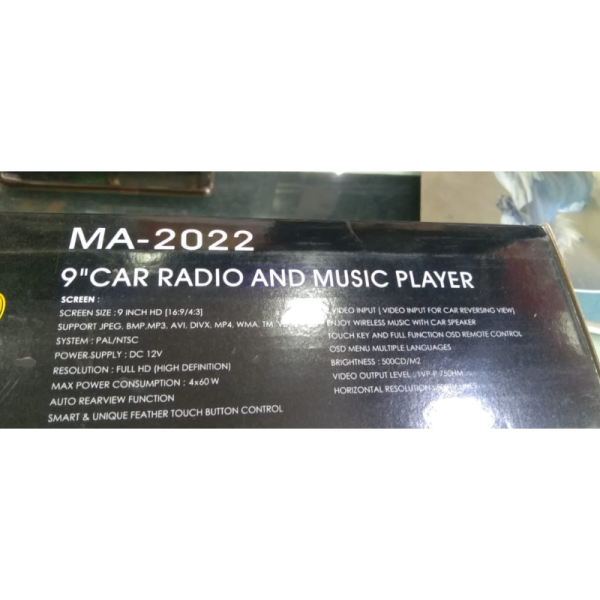 MA-2022
9"CAR RADIO AND MUSIC PLAYER
SCREEN :
SCREEN SIZE : 9 INCH HD [16:9/4:3]
SUPPORT JPEG, BMP,MP3, AVI, DIVX, MP4, WMA, TM
SYSTEM : PAL/NTSC
POWER-SUPPLY : DC 12V
RESOLUTION : FULL HD (HIGH DEFINITION)
MAX POWER CONSUMPTION : 4x60W
AUTO REARVIEW FUNCTION
SMART & UNIQUE FEATHER TOUCH BUTTON CONTROL
VIDEO INPUT [ VIDEO INPUT FOR CAR REVERSING VIEW]
ENJOY WIRELESS MUSIC WITH CAR SPEAKER
TOUCH KEY AND FULL FUNCTION OSD REMOTE CONTROL
OSD MENU MULTIPLE LANGUAGES
BRIGHTNESS : 500CD/M2
VIDEO OUTPUT LEVEL : 1VP-P 75OHM
HORIZONTAL RESOLUTION